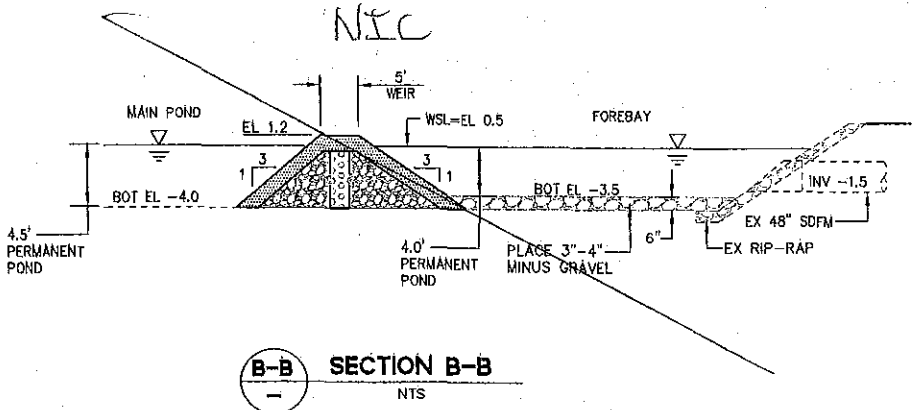 NIC
5'
WEIR
MAIN POND
FOREBAY
WSL=EL 0.5
EL 1.2
3
1
3
1
INV -1.5
BOT EL -4.0
BOT EL -3.5
4.5'
PERMANENT
POND
4.0'
PERMANENT
POND
PLACE 3"-4"
MINUS GRAVEL
6"
EX 48" SDFM
EX RIP-RAP
B-B
-
SECTION B-B
NTS